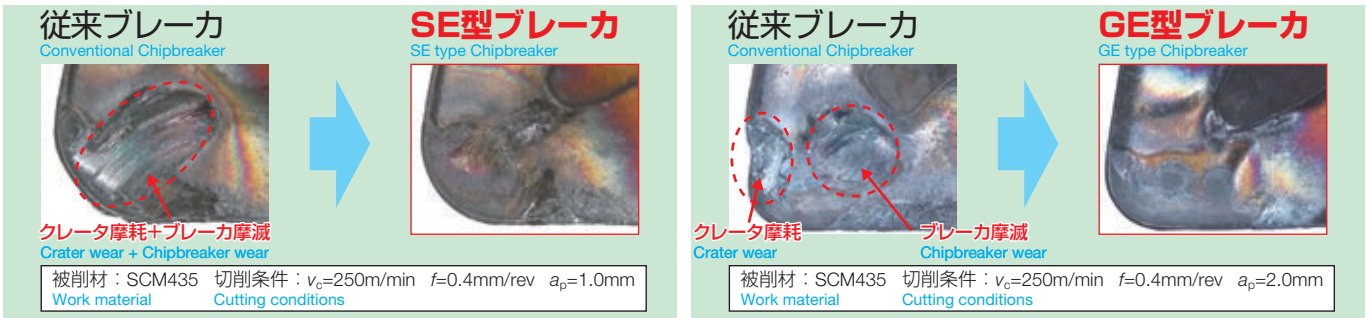 従来ブレーカ
Conventional Chipbreaker
SE型ブレーカ
SE type Chipbreaker
クレータ摩耗+ブレーカ摩滅
Crater wear + Chipbreaker wear
被削材：SCM435 切削条件：vc=250m/min f=0.4mm/rev ap=1.0mm
Work material Cutting conditions
従来ブレーカ
Conventional Chipbreaker
GE型ブレーカ
GE type Chipbreaker
クレータ摩耗
Crater wear
ブレーカ摩滅
Chipbreaker wear
被削材：SCM435 切削条件：vc=250m/min f=0.4mm/rev ap=2.0mm
Work material Cutting conditions